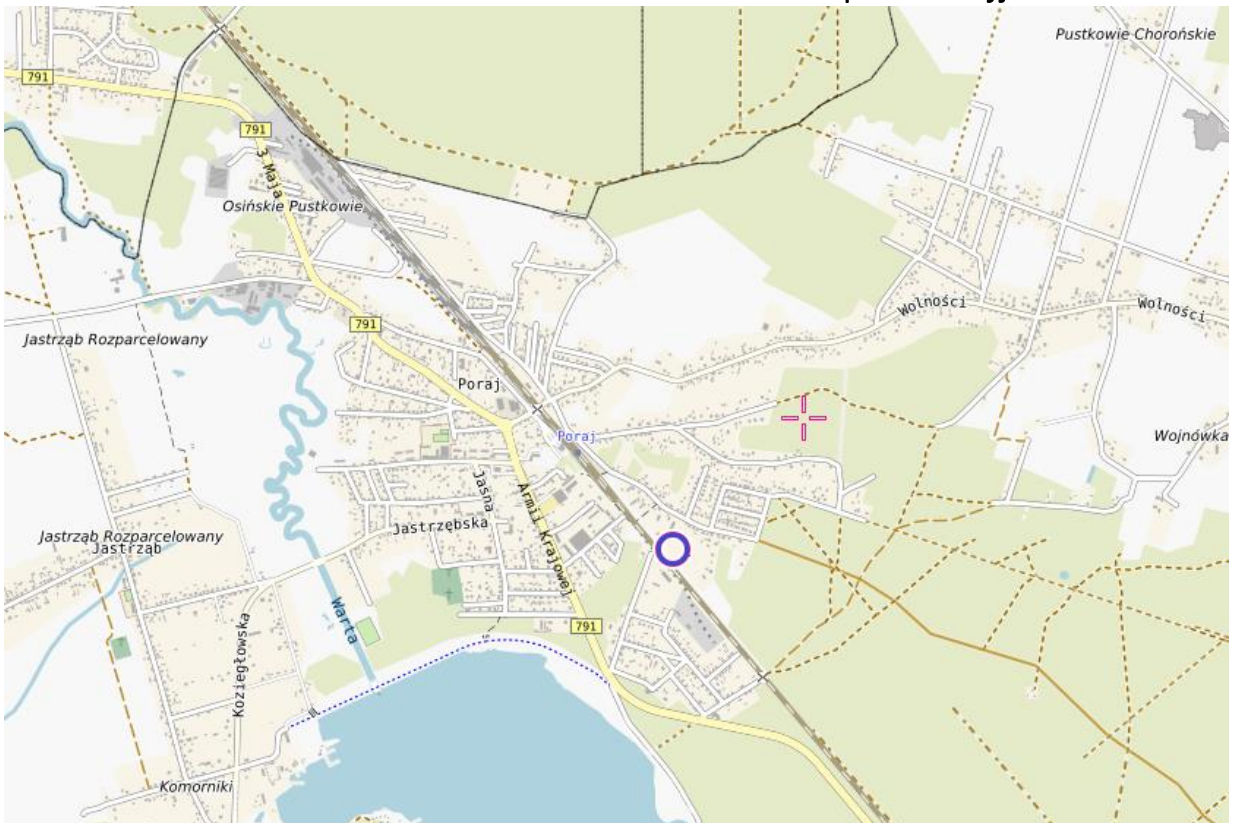 Pustkowie Chorońskie
791
791
3 Maja
Osińskie Pustkowie
Wolności
Wolności
791
Jastrząb Rozparcelowany
Poraj
Poraj
Wojnówka
Jasna
Armii Krajowej
Jastrzębska
Jastrząb Rozparcelowany
Jastrząb
Warta
791
Koziegłowska
Komorniki